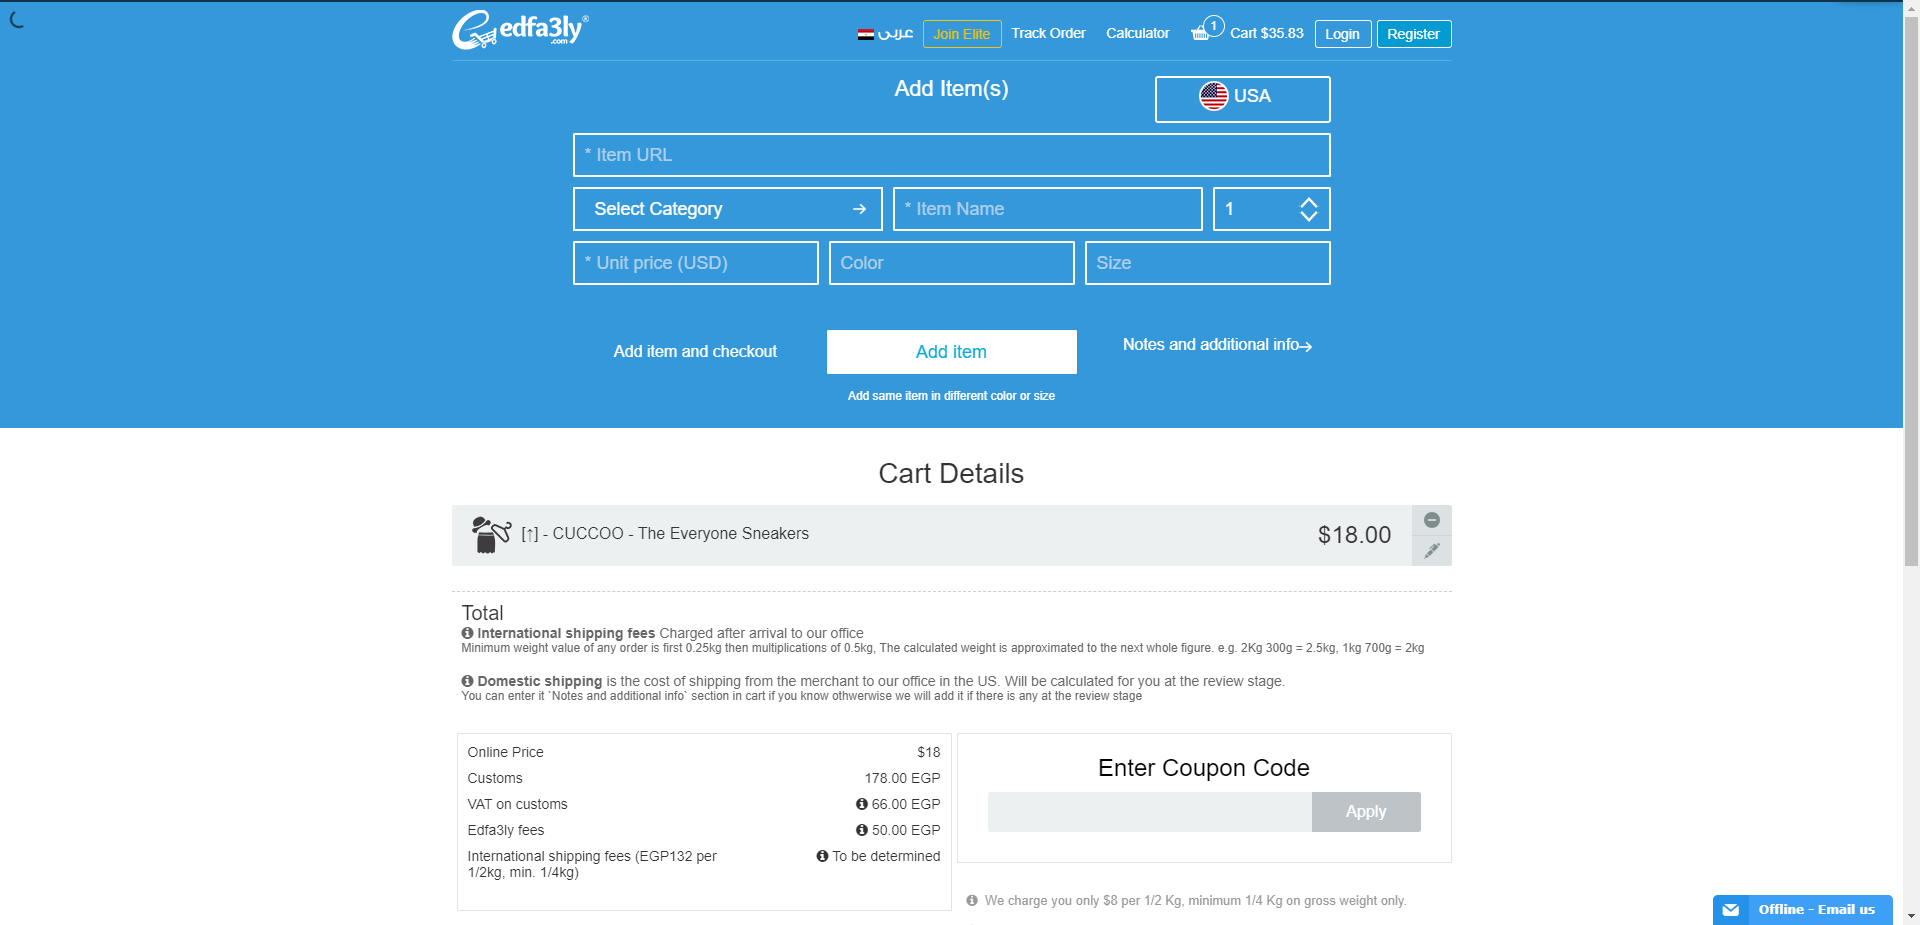 edfa3ly®
.com
عربى
Join Elite
Track Order
Calculator
1
Cart $35.83
Login
Register
Add Item(s)
USA
* Item URL
Select Category
* Item Name
1
* Unit price (USD)
Color
Size
Add item and checkout
Add item
Notes and additional info
Add same item in different color or size
Cart Details
[↑] - CUCCOO - The Everyone Sneakers
$18.00
Total
International shipping fees Charged after arrival to our office
Minimum weight value of any order is first 0.25kg then multiplications of 0.5kg, The calculated weight is approximated to the next whole figure. e.g. 2Kg 300g = 2.5kg, 1kg 700g = 2kg
Domestic shipping is the cost of shipping from the merchant to our office in the US. Will be calculated for you at the review stage.
You can enter it `Notes and additional info` section in cart if you know othwerwise we will add it if there is any at the review stage
Online Price $18
Customs 178.00 EGP
VAT on customs 66.00 EGP
Edfa3ly fees 50.00 EGP
International shipping fees (EGP132 per To be determined
1/2kg, min. 1/4kg)
Enter Coupon Code
Apply
We charge you only $8 per 1/2 Kg, minimum 1/4 Kg on gross weight only.
Offline - Email us